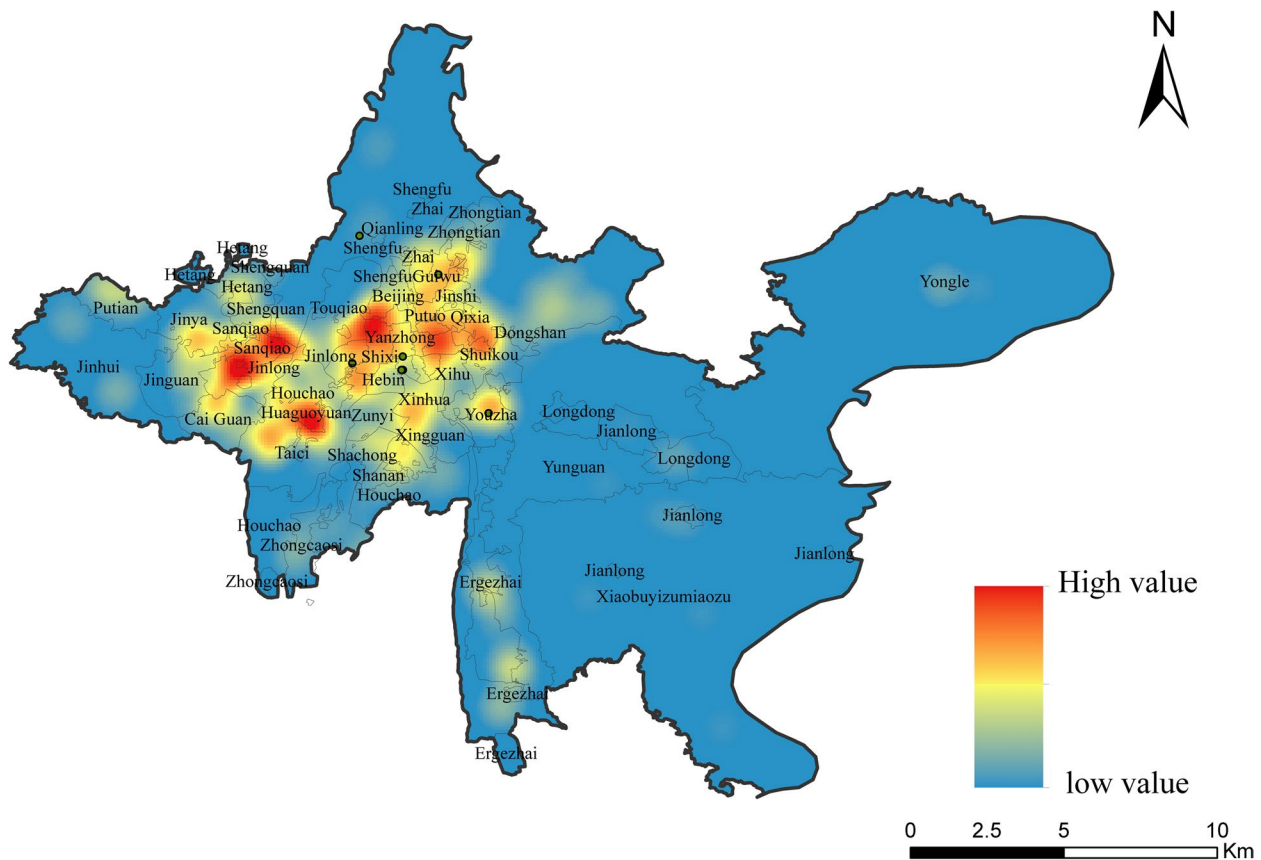 N
Shengfu
Zhai Zhongtian
Qianling Zhongtian
Shengfu
Zhai
Hetang
Shengquan
Hetang
Hetang
ShengfuGuiwu
Yongle
Putian
Shengquan Touqiao Beijing Jinshi
Jinya
Sanqiao
Putuo Qixia
Yanzhong
Dongshan
Sanqiao
Jinlong Shixi
Shuikou
Jinhui
Jinguan
Jinlong
Hebin
Xihu
Houchao
Xinhua
Cai Guan
Huaguoyuan Zunyi
Youzha
Longdong
Jianlong
Xingguan
Taici
Shachong
Longdong
Shanan
Yunguan
Houchao
Jianlong
Houchao
Zhongcaosi
Jianlong
Zhongcaosi
Ergezhai
Jianlong
Xiaobuyizumiaozu
Ergezhai
Ergezhai
High value
low value
0 2.5 5 10
Km